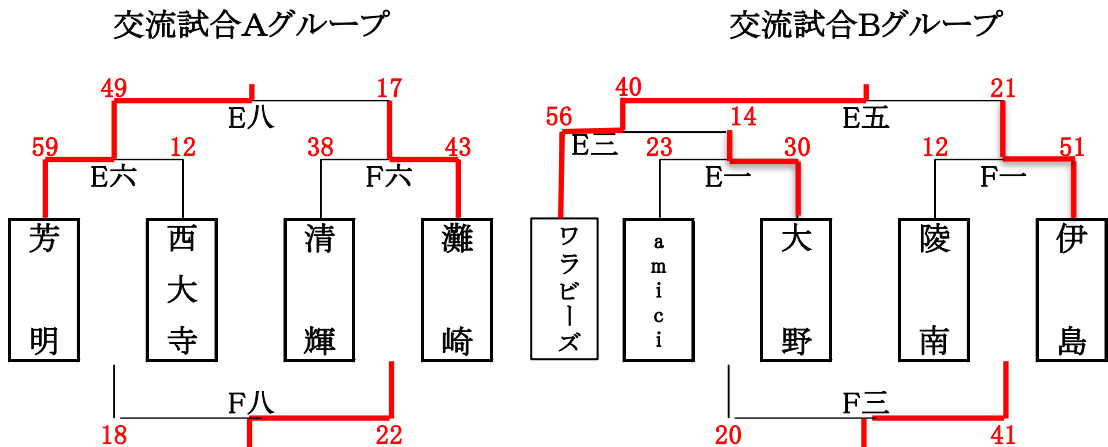 交流試合Aグループ
交流試合Bグループ
49 17
E八
59 12 38 43
E六 F六
芳明
西大寺
清輝
灘崎
F八
18 22
40 21
E五
56 14
E三
23 30 12 51
E一 F一
ワラビーズ
amici
大野
陵南
伊島
F三
20 41